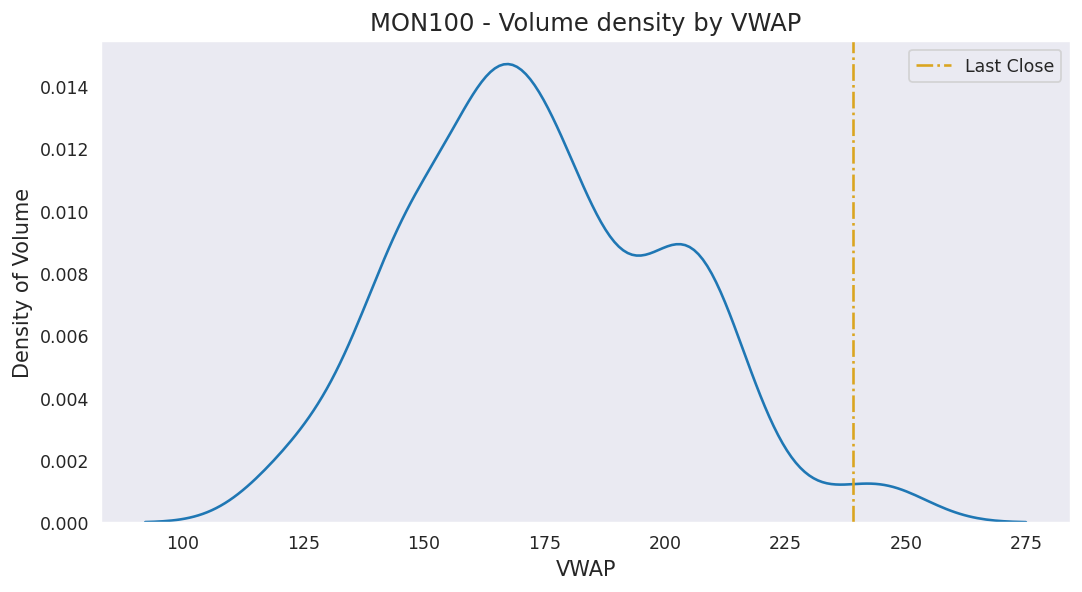 MON100 - Volume density by VWAP
Last Close
Density of Volume
0.014
0.012
0.010
0.008
0.006
0.004
0.002
0.000
100 125 150 175 200 225 250 275
VWAP